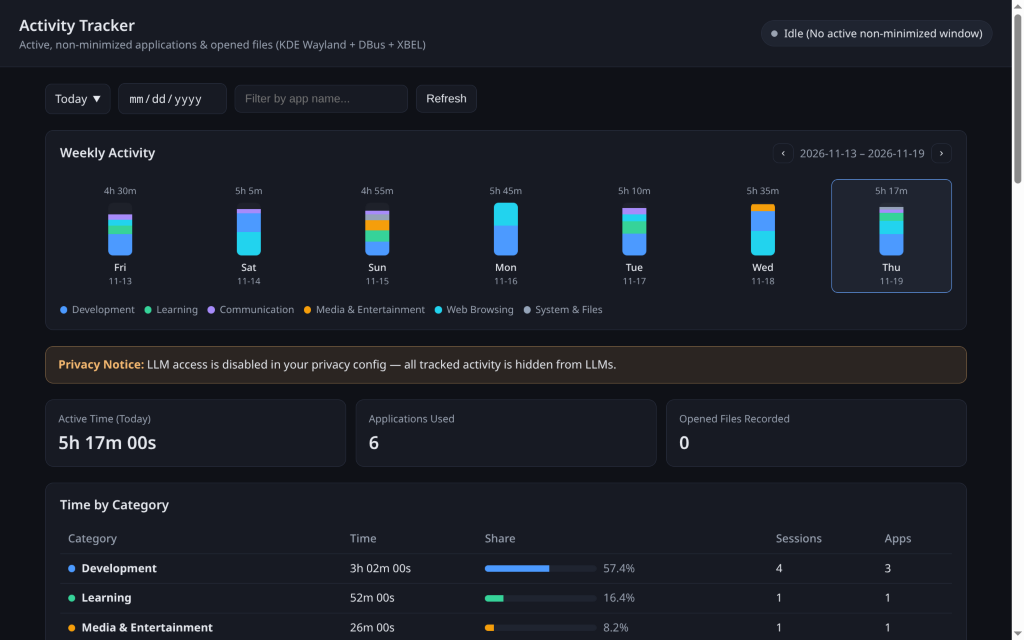 Activity Tracker
Active, non-minimized applications & opened files (KDE Wayland + DBus + XBEL)
Idle (No active non-minimized window)
Today ▼
mm/dd/yyyy
Filter by app name...
Refresh
Weekly Activity
‹ 2026-11-13 – 2026-11-19 ›
4h 30m 5h 5m 4h 55m 5h 45m 5h 10m 5h 35m 5h 17m
Fri Sat Sun Mon Tue Wed Thu
11-13 11-14 11-15 11-16 11-17 11-18 11-19
Development Learning Communication Media & Entertainment Web Browsing System & Files
Privacy Notice: LLM access is disabled in your privacy config — all tracked activity is hidden from LLMs.
Active Time (Today)
5h 17m 00s
Applications Used
6
Opened Files Recorded
0
Time by Category
Category Time Share Sessions Apps
Development 3h 02m 00s 57.4% 4 3
Learning 52m 00s 16.4% 1 1
Media & Entertainment 26m 00s 8.2% 1 1